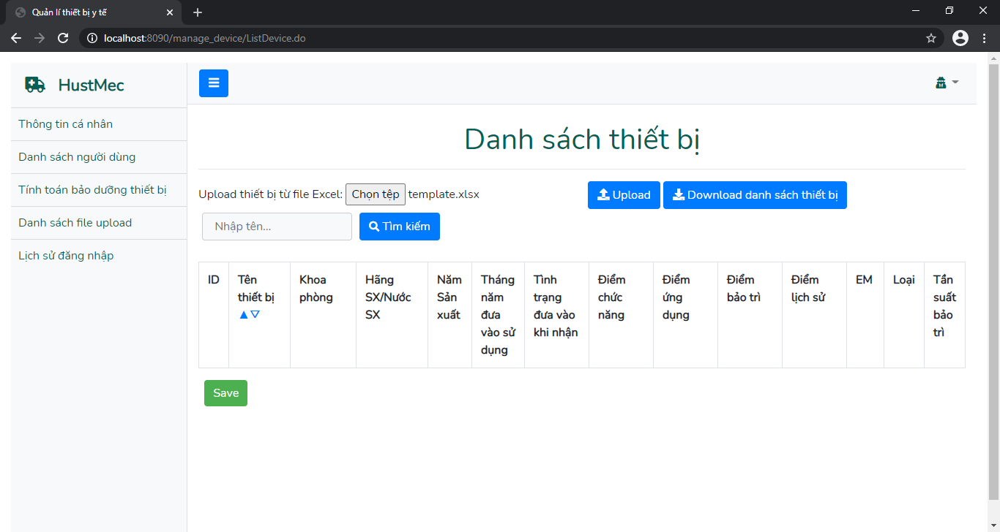 Quản lí thiết bị y tế
localhost:8090/manage_device/ListDevice.do
HustMec
Thông tin cá nhân
Danh sách người dùng
Tính toán bảo dưỡng thiết bị
Danh sách file upload
Lịch sử đăng nhập
Danh sách thiết bị
Upload thiết bị từ file Excel: Chọn tệp template.xlsx Upload Download danh sách thiết bị
Nhập tên... Tìm kiếm
ID Tên Khoa Hãng Năm Tháng Tình Điểm Điểm Điểm Điểm EM Loại Tần
thiết bị phòng SX/Nước Sản năm trạng chức ứng bảo trì lịch sử suất
▲▽ SX xuất đưa đưa vào năng dụng bảo
vào sử khi nhận trì
dụng
Save